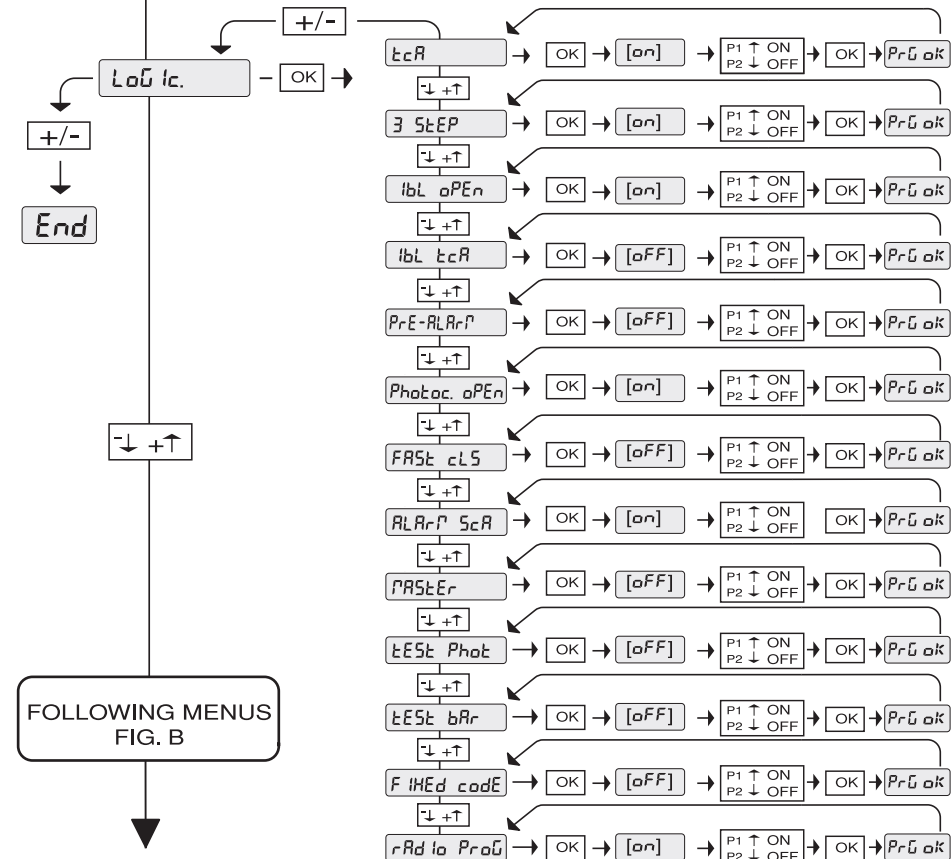 +/-
LoG Ic.
OK
+/-
End
-↓ +↑
FOLLOWING MENUS
FIG. B
tcA OK [on] P1 ↑ ON P2 ↓ OFF OK PrG oK
-↓ +↑
3 StEP OK [on] P1 ↑ ON P2 ↓ OFF OK PrG oK
-↓ +↑
IbL oPEn OK [on] P1 ↑ ON P2 ↓ OFF OK PrG oK
-↓ +↑
IbL tcA OK [oFF] P1 ↑ ON P2 ↓ OFF OK PrG oK
-↓ +↑
PrE-ALArM OK [oFF] P1 ↑ ON P2 ↓ OFF OK PrG oK
-↓ +↑
Photoc. oPEn OK [on] P1 ↑ ON P2 ↓ OFF OK PrG oK
-↓ +↑
FASt cLS OK [oFF] P1 ↑ ON P2 ↓ OFF OK PrG oK
-↓ +↑
ALArM ScA OK [on] P1 ↑ ON P2 ↓ OFF OK PrG oK
-↓ +↑
MAStEr OK [oFF] P1 ↑ ON P2 ↓ OFF OK PrG oK
-↓ +↑
tESt Phot OK [oFF] P1 ↑ ON P2 ↓ OFF OK PrG oK
-↓ +↑
tESt bAr OK [oFF] P1 ↑ ON P2 ↓ OFF OK PrG oK
-↓ +↑
F IHEd codE OK [oFF] P1 ↑ ON P2 ↓ OFF OK PrG oK
-↓ +↑
rAd Io ProG OK [on] P1 ↑ ON P2 ↓ OFF OK PrG oK